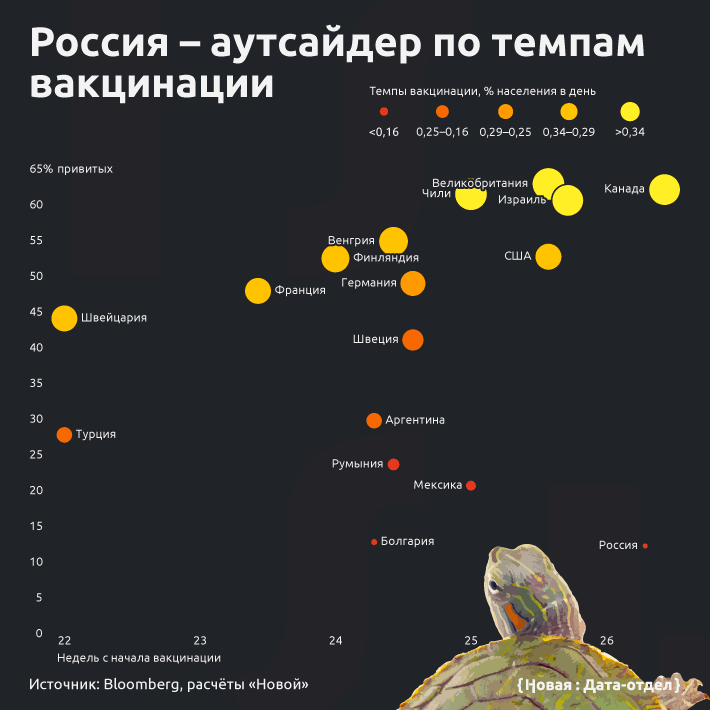 Россия – аутсайдер по темпам
вакцинации
Темпы вакцинации, % населения в день
<0,16 0,25–0,16 0,29–0,25 0,34–0,29 >0,34
65% привитых
60
55
50
45
40
35
30
25
20
15
10
5
0
Великобритания
Чили
Израиль
Канада
Венгрия
Финляндия
США
Германия
Франция
Швейцария
Швеция
Аргентина
Турция
Румыния
Мексика
Болгария
Россия
22 23 24 25 26
Недель с начала вакцинации
Источник: Bloomberg, расчёты «Новой»
{Новая : Дата-отдел}